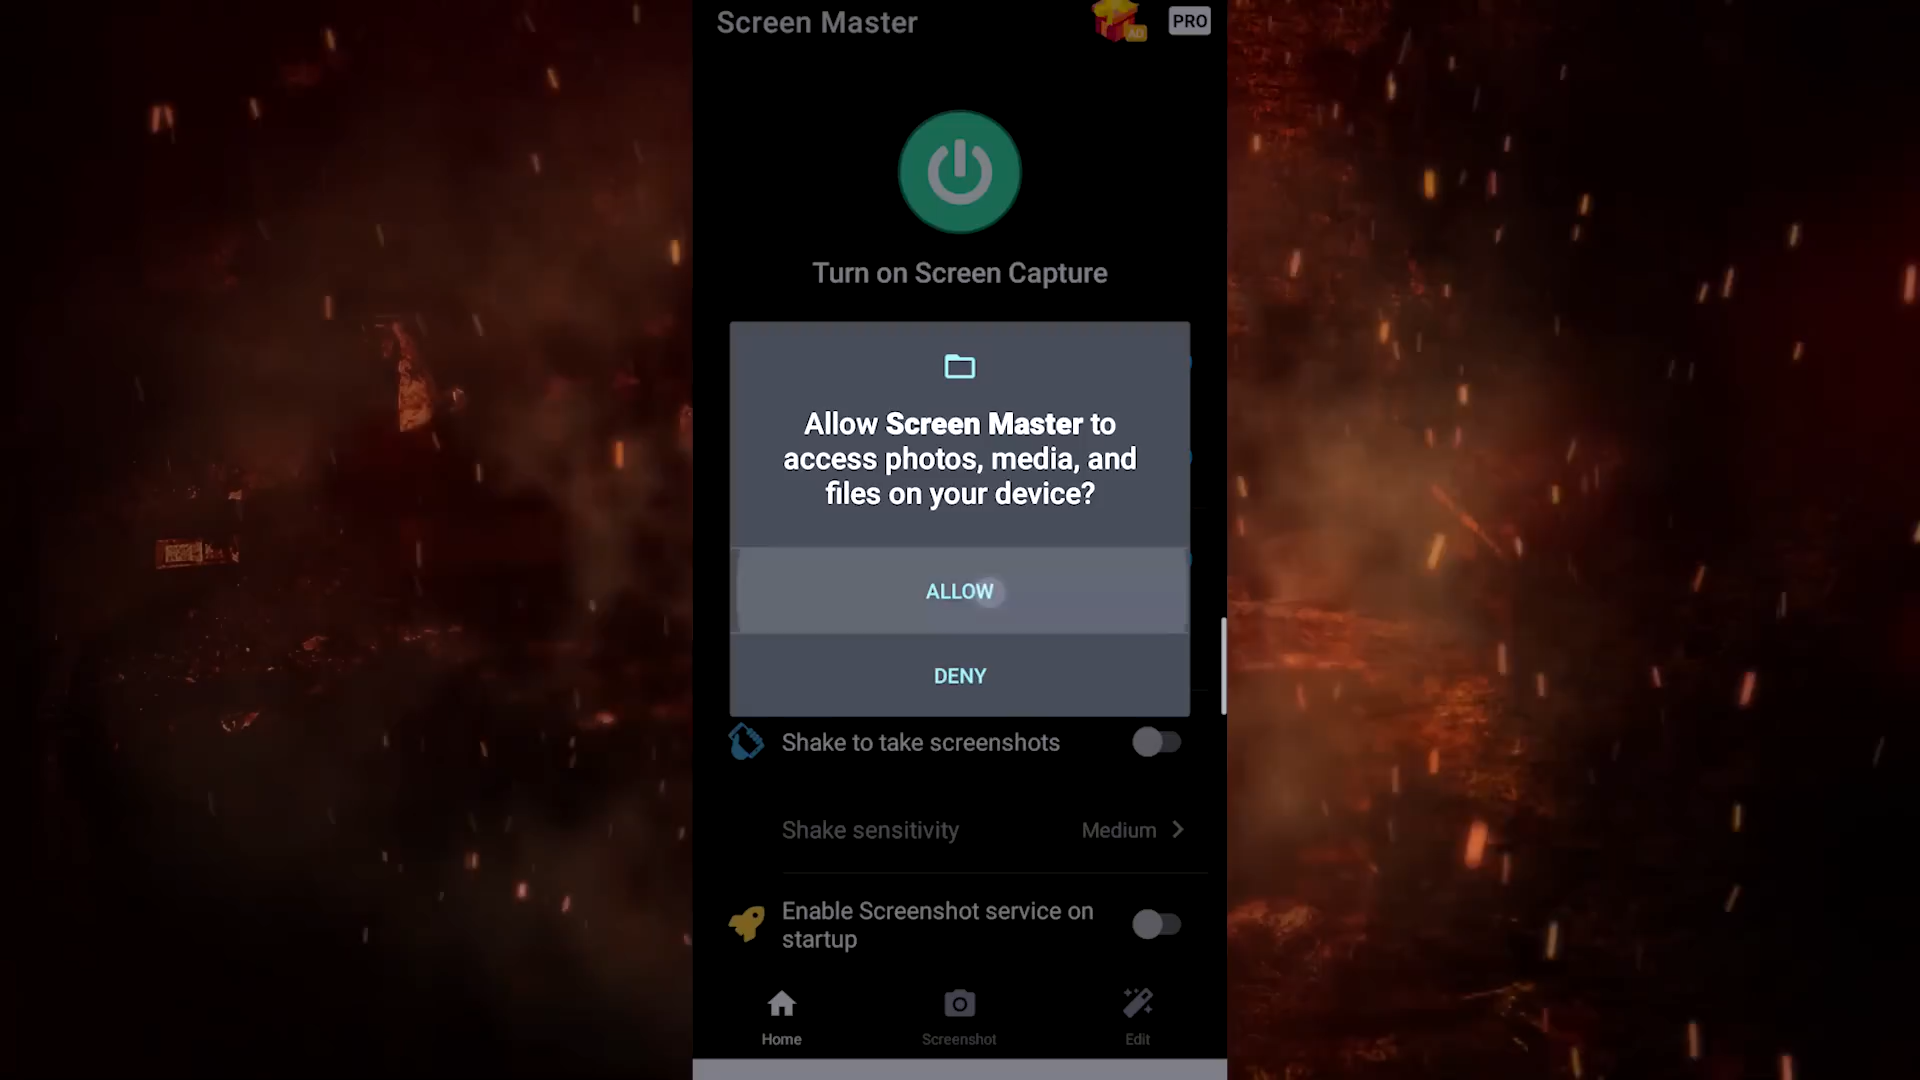 Screen Master
AD
PRO
Turn on Screen Capture
Allow Screen Master to
access photos, media, and
files on your device?
ALLOW
DENY
Shake to take screenshots
Shake sensitivity
Medium
Enable Screenshot service on
startup
Home
Screenshot
Edit